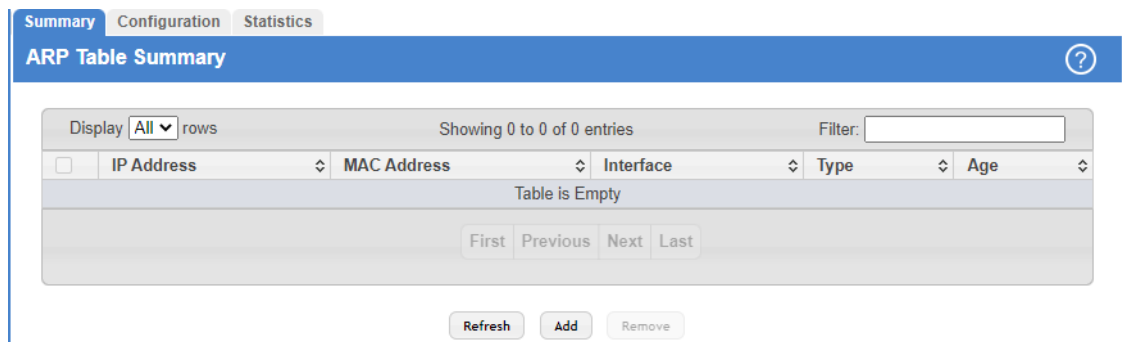 Summary Configuration Statistics
ARP Table Summary ?
Display All rows Showing 0 to 0 of 0 entries Filter:
IP Address MAC Address Interface Type Age
Table is Empty
First Previous Next Last
Refresh Add Remove